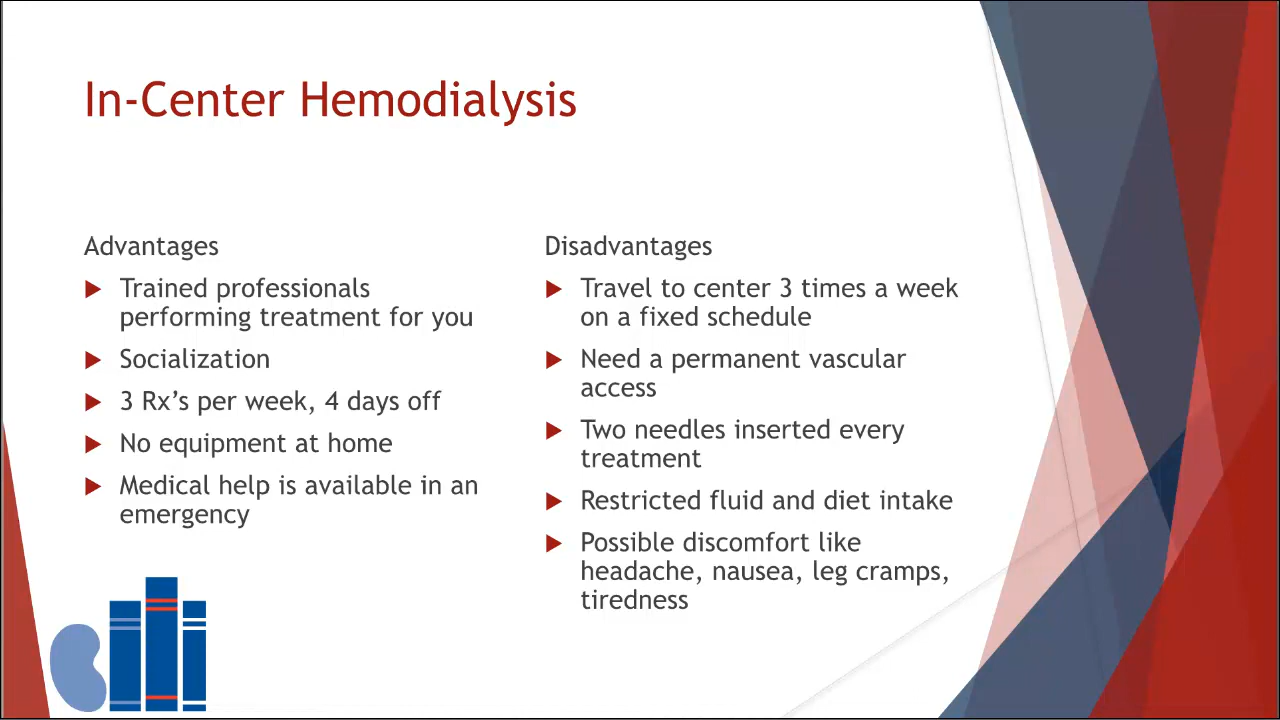 In-Center Hemodialysis
Advantages
Trained professionals
performing treatment for you
Socialization
3 Rx’s per week, 4 days off
No equipment at home
Medical help is available in an
emergency
Disadvantages
Travel to center 3 times a week
on a fixed schedule
Need a permanent vascular
access
Two needles inserted every
treatment
Restricted fluid and diet intake
Possible discomfort like
headache, nausea, leg cramps,
tiredness